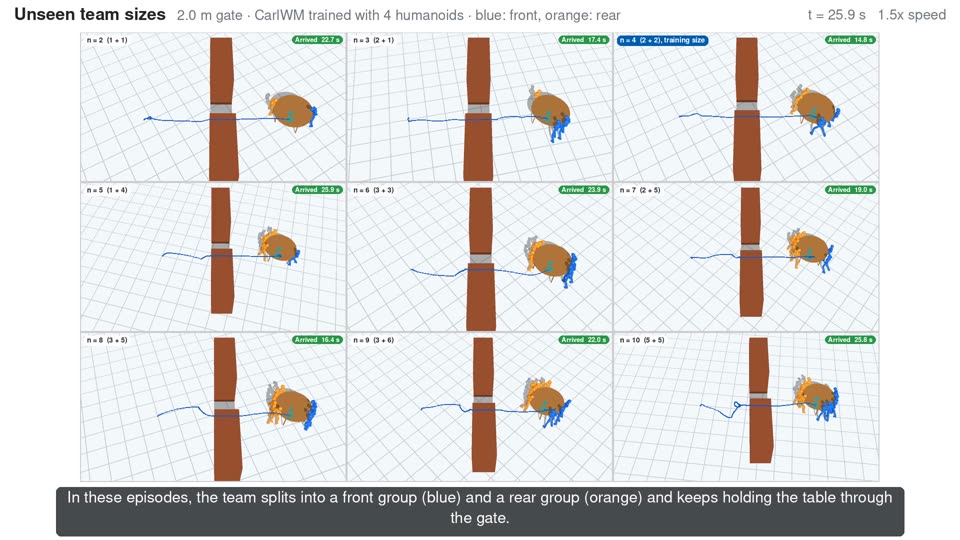 Unseen team sizes 2.0 m gate · CarlWM trained with 4 humanoids · blue: front, orange: rear t = 25.9 s 1.5x speed
n = 2 (1 + 1) Arrived 22.7 s
n = 3 (2 + 1) Arrived 17.4 s
n = 4 (2 + 2), training size Arrived 14.8 s
n = 5 (1 + 4) Arrived 25.9 s
n = 6 (3 + 3) Arrived 23.9 s
n = 7 (2 + 5) Arrived 19.0 s
n = 8 (3 + 5) Arrived 16.4 s
n = 9 (3 + 6) Arrived 22.0 s
n = 10 (5 + 5) Arrived 25.8 s
In these episodes, the team splits into a front group (blue) and a rear group (orange) and keeps holding the table through
the gate.